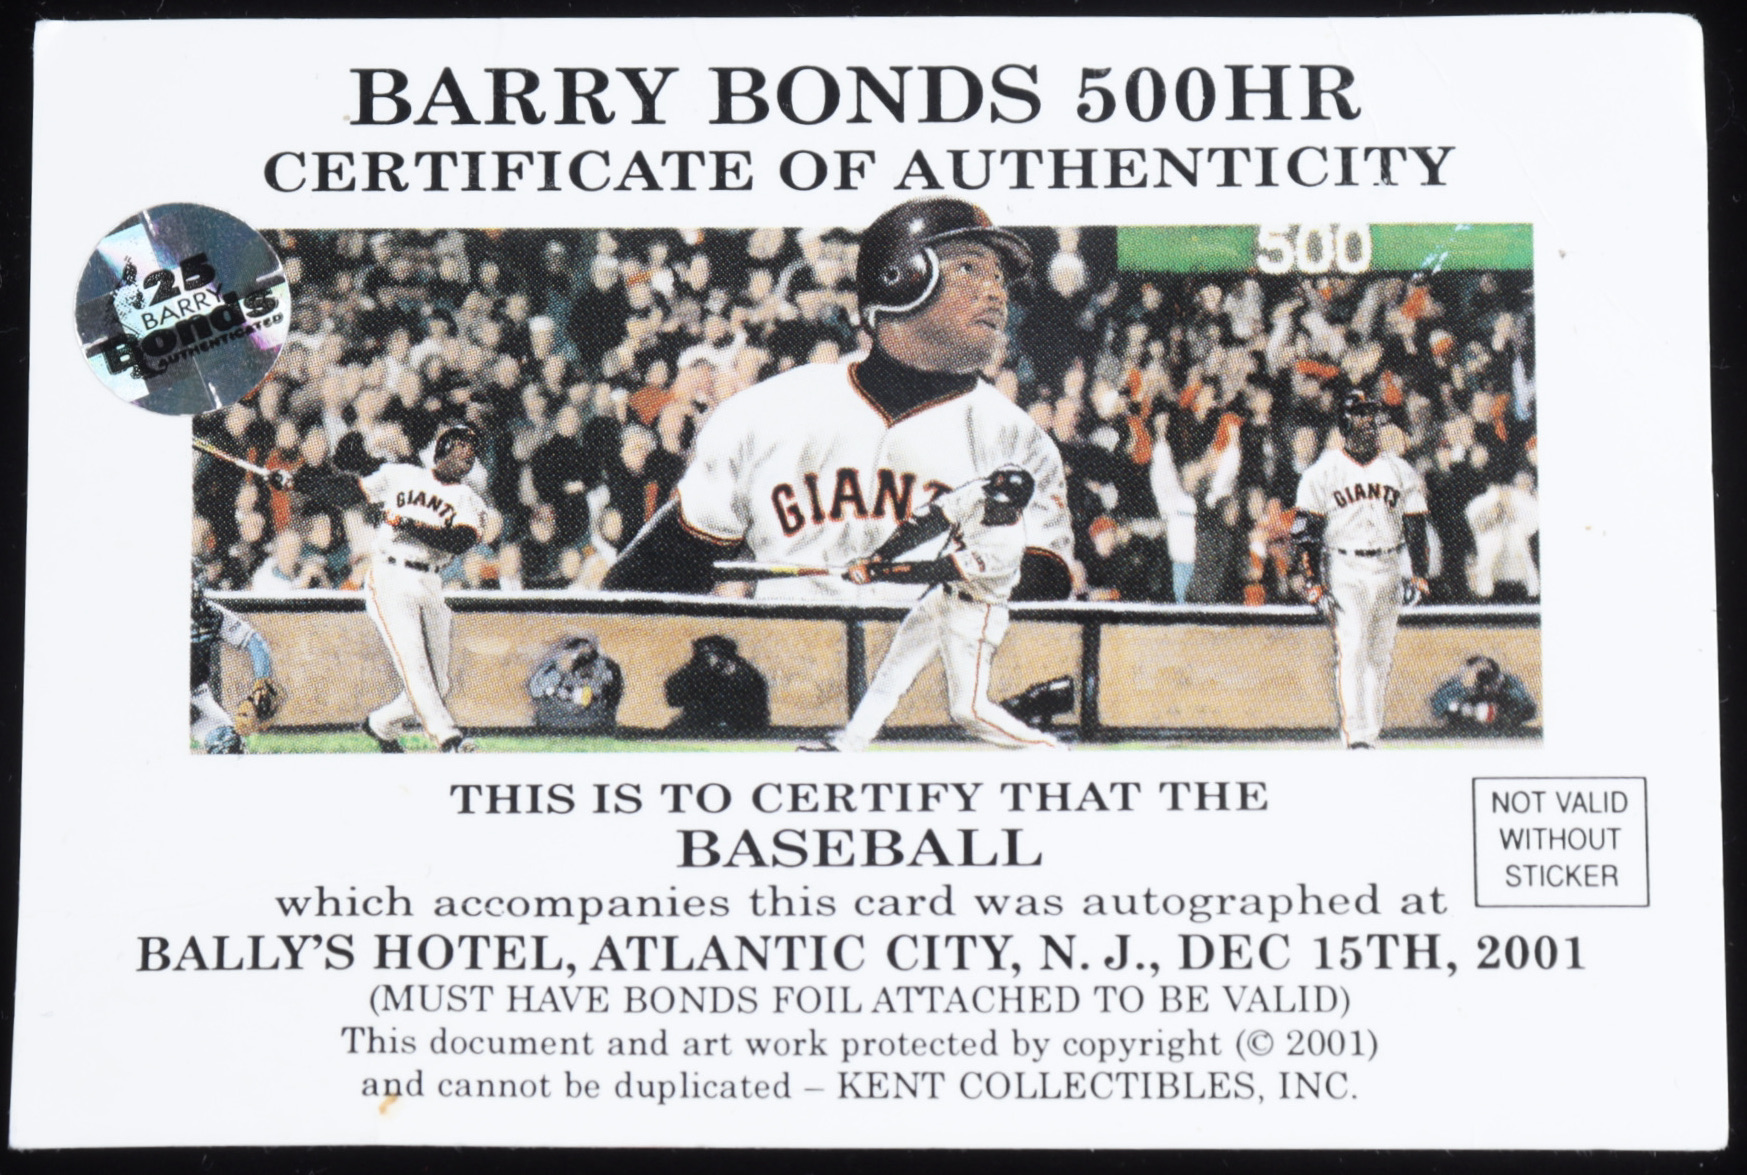 BARRY BONDS 500HR
CERTIFICATE OF AUTHENTICITY
500
25
BARRY
Bonds
AUTHENTICATED
GIANTS
GIANTS
GIANTS
THIS IS TO CERTIFY THAT THE
BASEBALL
NOT VALID
WITHOUT
STICKER
which accompanies this card was autographed at
BALLY'S HOTEL, ATLANTIC CITY, N. J., DEC 15TH, 2001
(MUST HAVE BONDS FOIL ATTACHED TO BE VALID)
This document and art work protected by copyright (© 2001)
and cannot be duplicated – KENT COLLECTIBLES, INC.